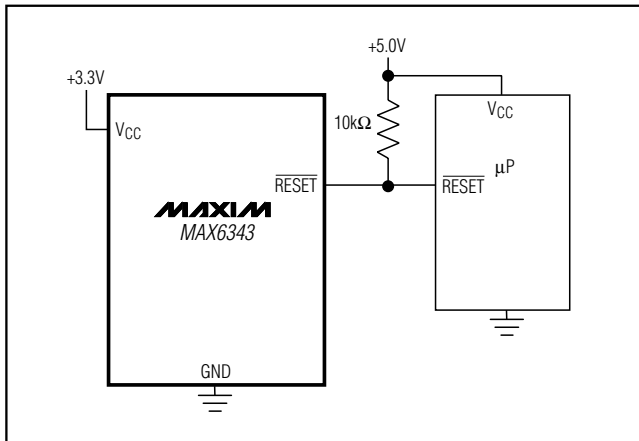 +5.0V
+3.3V
VCC
VCC
10kΩ
μP
RESET
RESET
MAXIM
MAX6343
GND